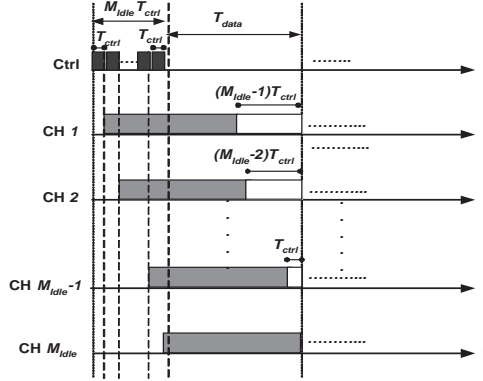 M_Idle T_ctrl
T_data
T_ctrl
T_ctrl
Ctrl
(M_Idle-1)T_ctrl
CH 1
(M_Idle-2)T_ctrl
CH 2
T_ctrl
CH M_Idle-1
CH M_Idle